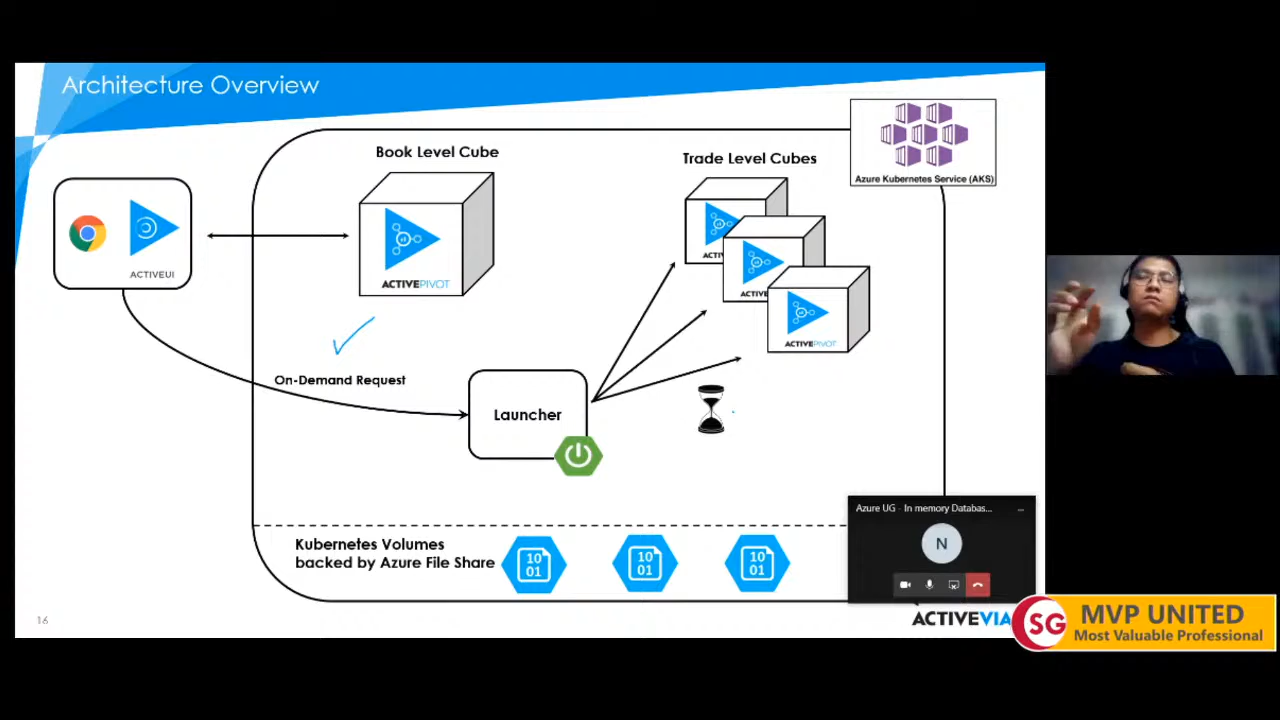 Architecture Overview
Book Level Cube
Trade Level Cubes
Azure Kubernetes Service (AKS)
ACTIVEUI
ACTIVEPIVOT
ACTIV
ACTIVE
ACTIVEPIVOT
On-Demand Request
Launcher
Kubernetes Volumes
backed by Azure File Share
10
01
10
01
10
01
Azure UG - In memory Databas...
N
16
ACTIVEVIA
SG
MVP UNITED
Most Valuable Professional